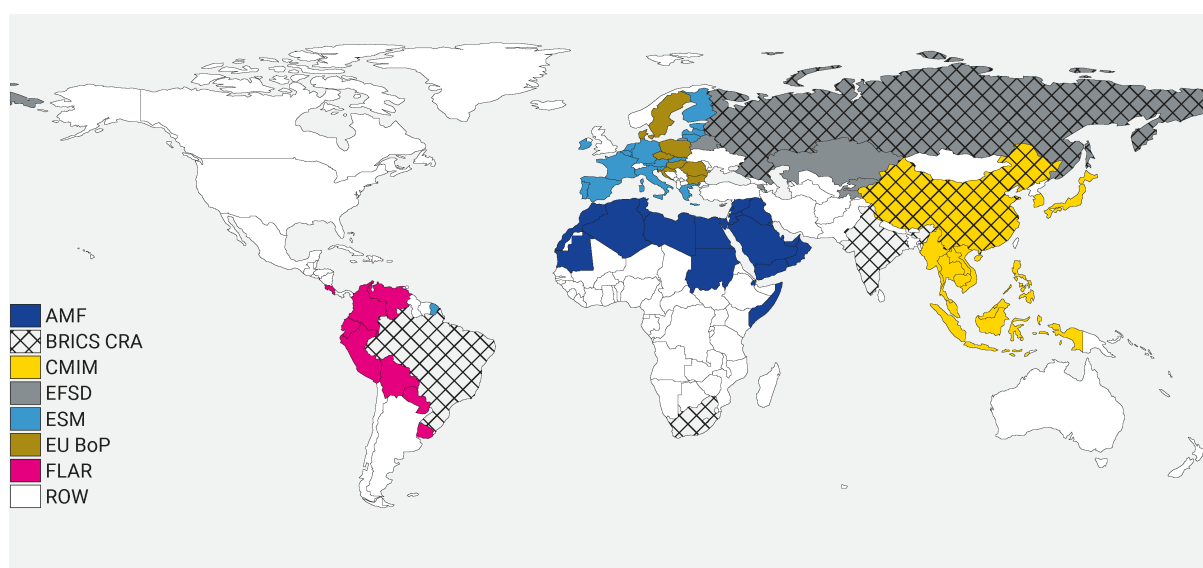 AMF
BRICS CRA
CMIM
EFSD
ESM
EU BoP
FLAR
ROW